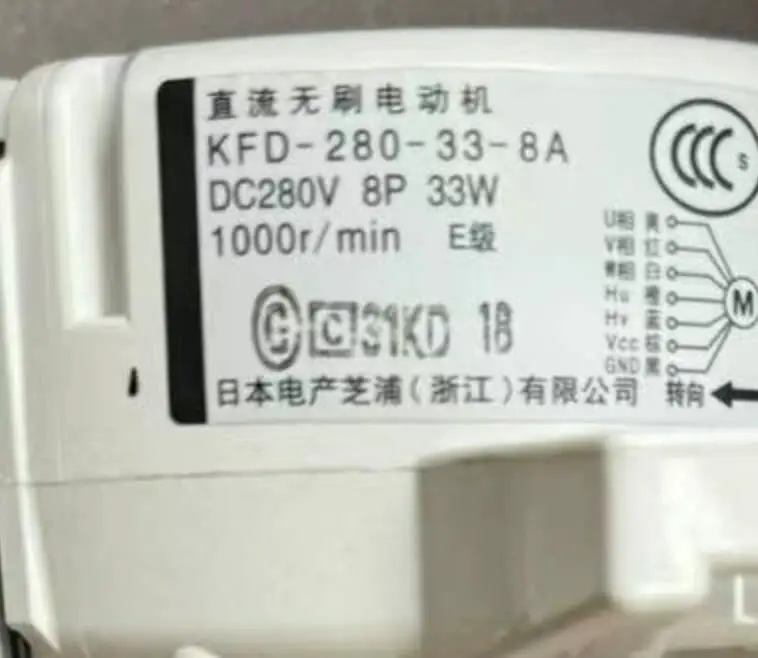 直流无刷电动机
KFD-280-33-8A
DC280V 8P 33W
1000r/min E级
S
U相 黄
V相 红
W相 白
Hu 橙
Hv 蓝
Vcc 棕
GND 黑
M
C 31KD 18
日本电产芝浦(浙江)有限公司 转向
L